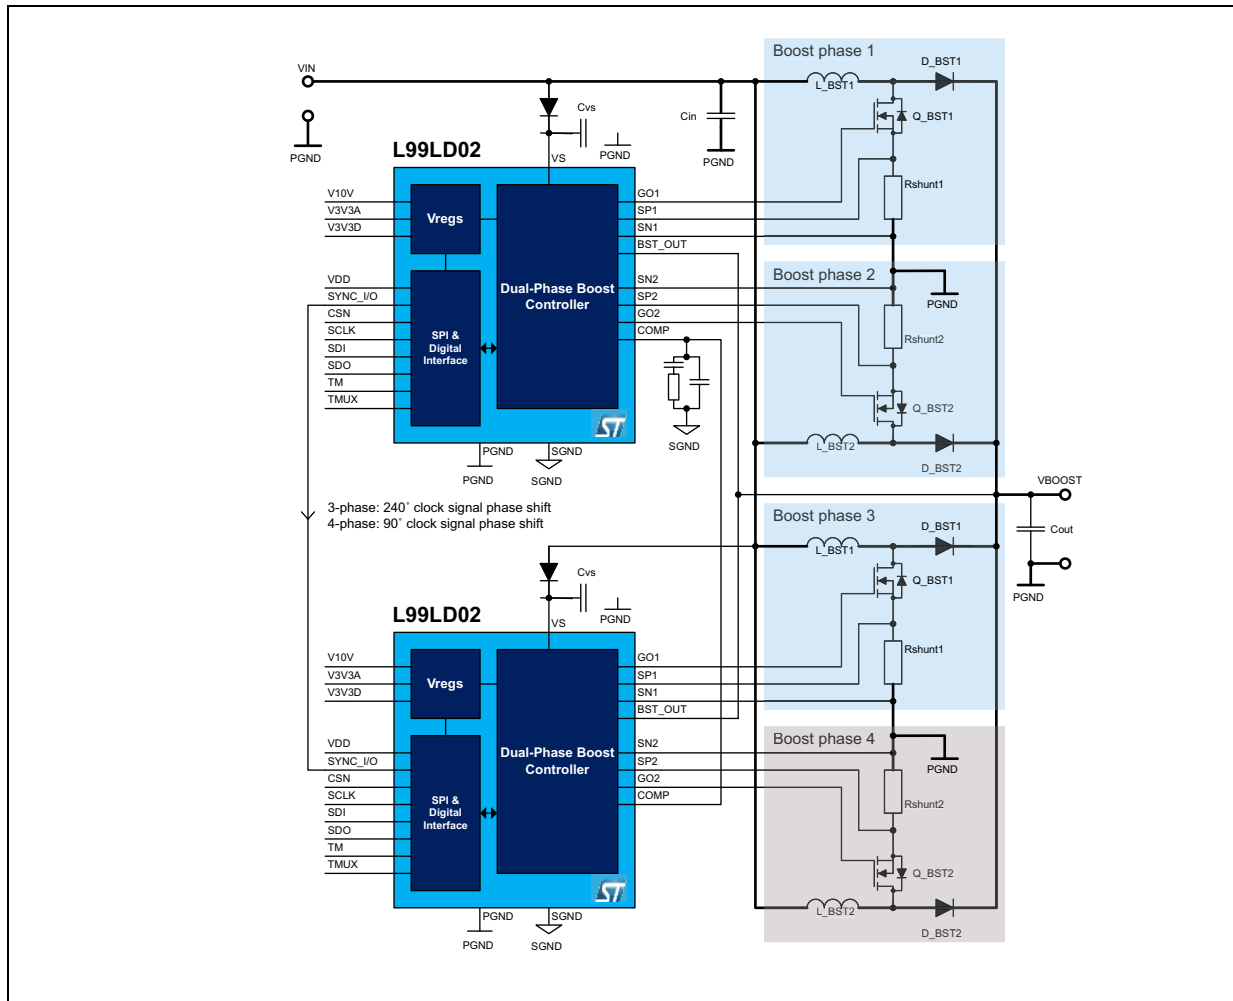 Boost phase 1
D_BST1
VIN
L_BST1
Cvs
Cin
Q_BST1
PGND
L99LD02
VS
PGND
PGND
Rshunt1
V10V
V3V3A
V3V3D
Vregs
GO1
SP1
SN1
BST_OUT
Dual-Phase Boost
Controller
Boost phase 2
PGND
VDD
SYNC_I/O
CSN
SCLK
SDI
SDO
TM
TMUX
SPI &
Digital
Interface
SN2
SP2
GO2
COMP
Rshunt2
Q_BST2
ST
SGND
L_BST2
D_BST2
PGND
SGND
PGND
SGND
VBOOST
3-phase: 240° clock signal phase shift
4-phase: 90° clock signal phase shift
Boost phase 3
D_BST1
L_BST1
Cout
Cvs
Q_BST1
PGND
L99LD02
VS
PGND
Rshunt1
V10V
V3V3A
V3V3D
Vregs
GO1
SP1
SN1
BST_OUT
Dual-Phase Boost
Controller
Boost phase 4
PGND
VDD
SYNC_I/O
CSN
SCLK
SDI
SDO
TM
TMUX
SPI &
Digital
Interface
SN2
SP2
GO2
COMP
Rshunt2
Q_BST2
ST
L_BST2
D_BST2
PGND
SGND
PGND
SGND